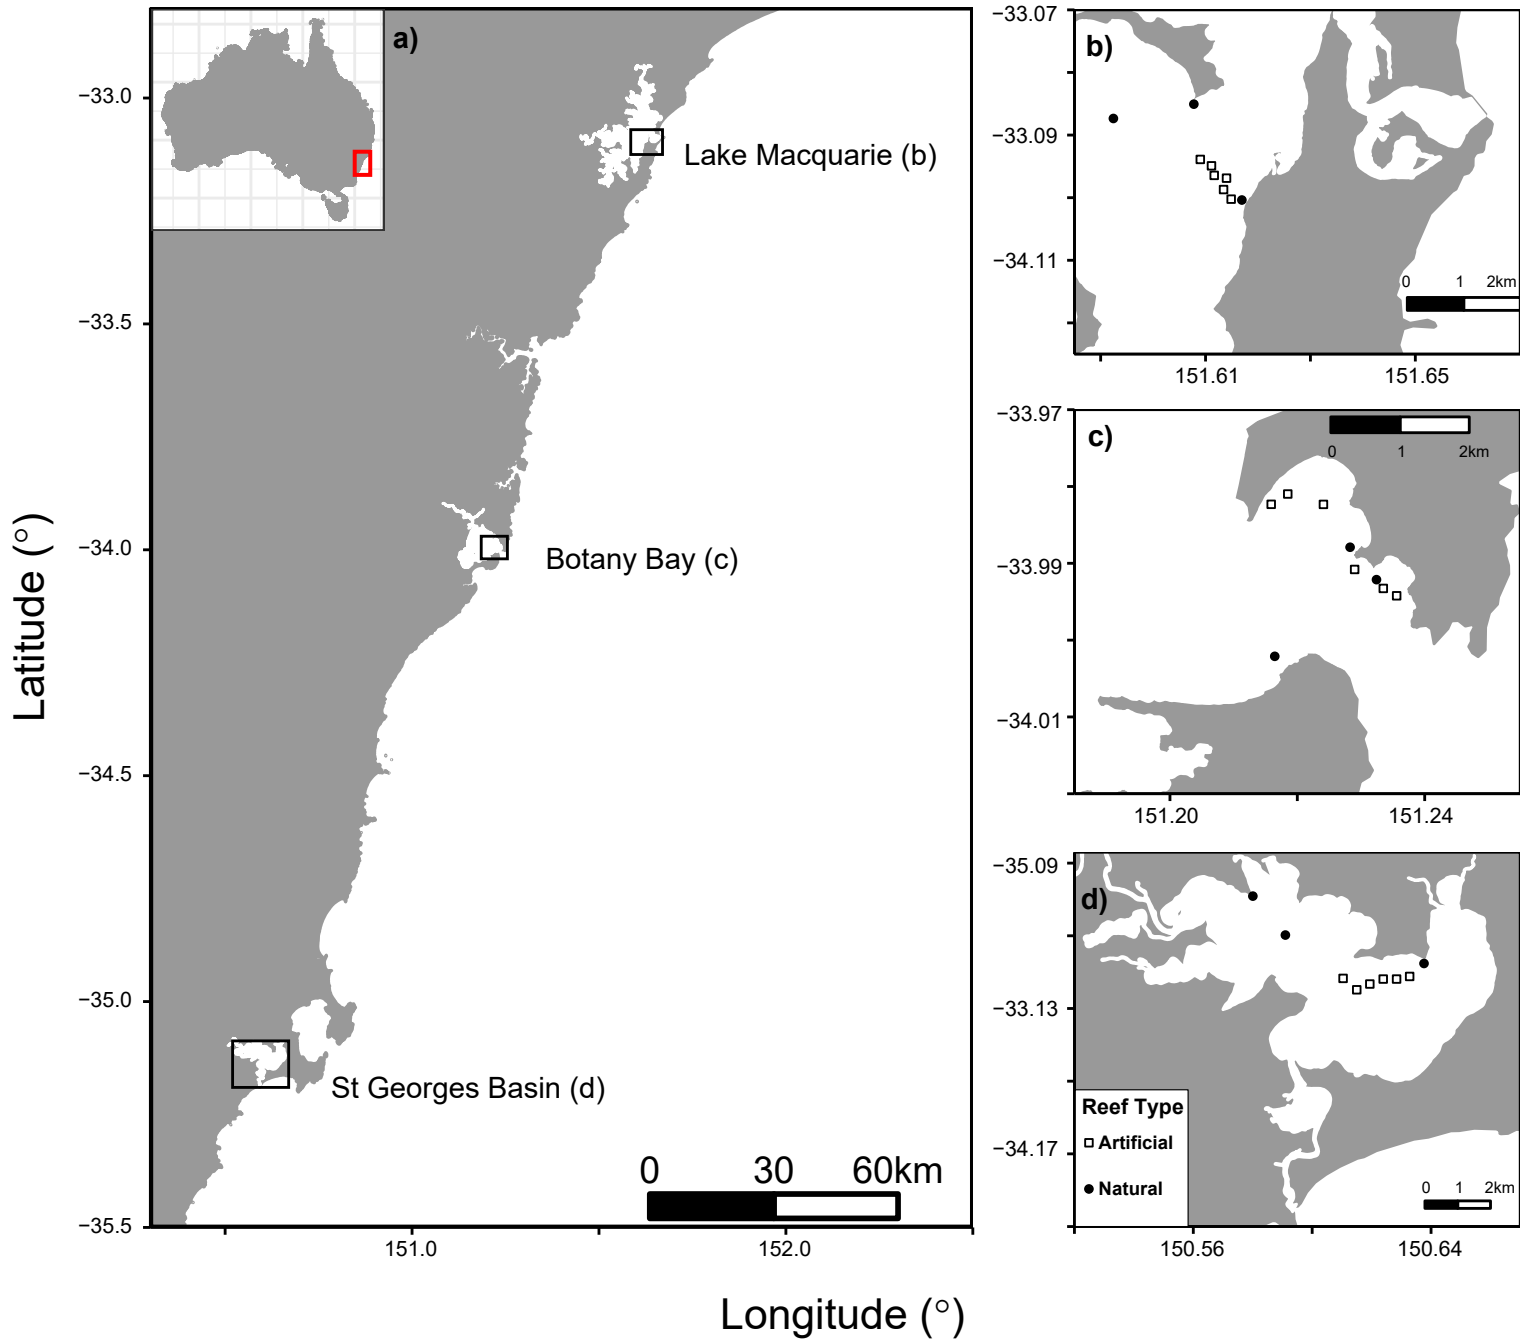 a)
−33.0
−33.5
−34.0
−34.5
−35.0
−35.5
Latitude (°)
Lake Macquarie (b)
Botany Bay (c)
St Georges Basin (d)
0 30 60km
151.0 152.0
Longitude (°)
b)
−33.07
−33.09
−34.11
0 1 2km
151.61 151.65
c)
−33.97
−33.99
−34.01
0 1 2km
151.20 151.24
d)
−35.09
−33.13
−34.17
Reef Type
Artificial
Natural
0 1 2km
150.56 150.64